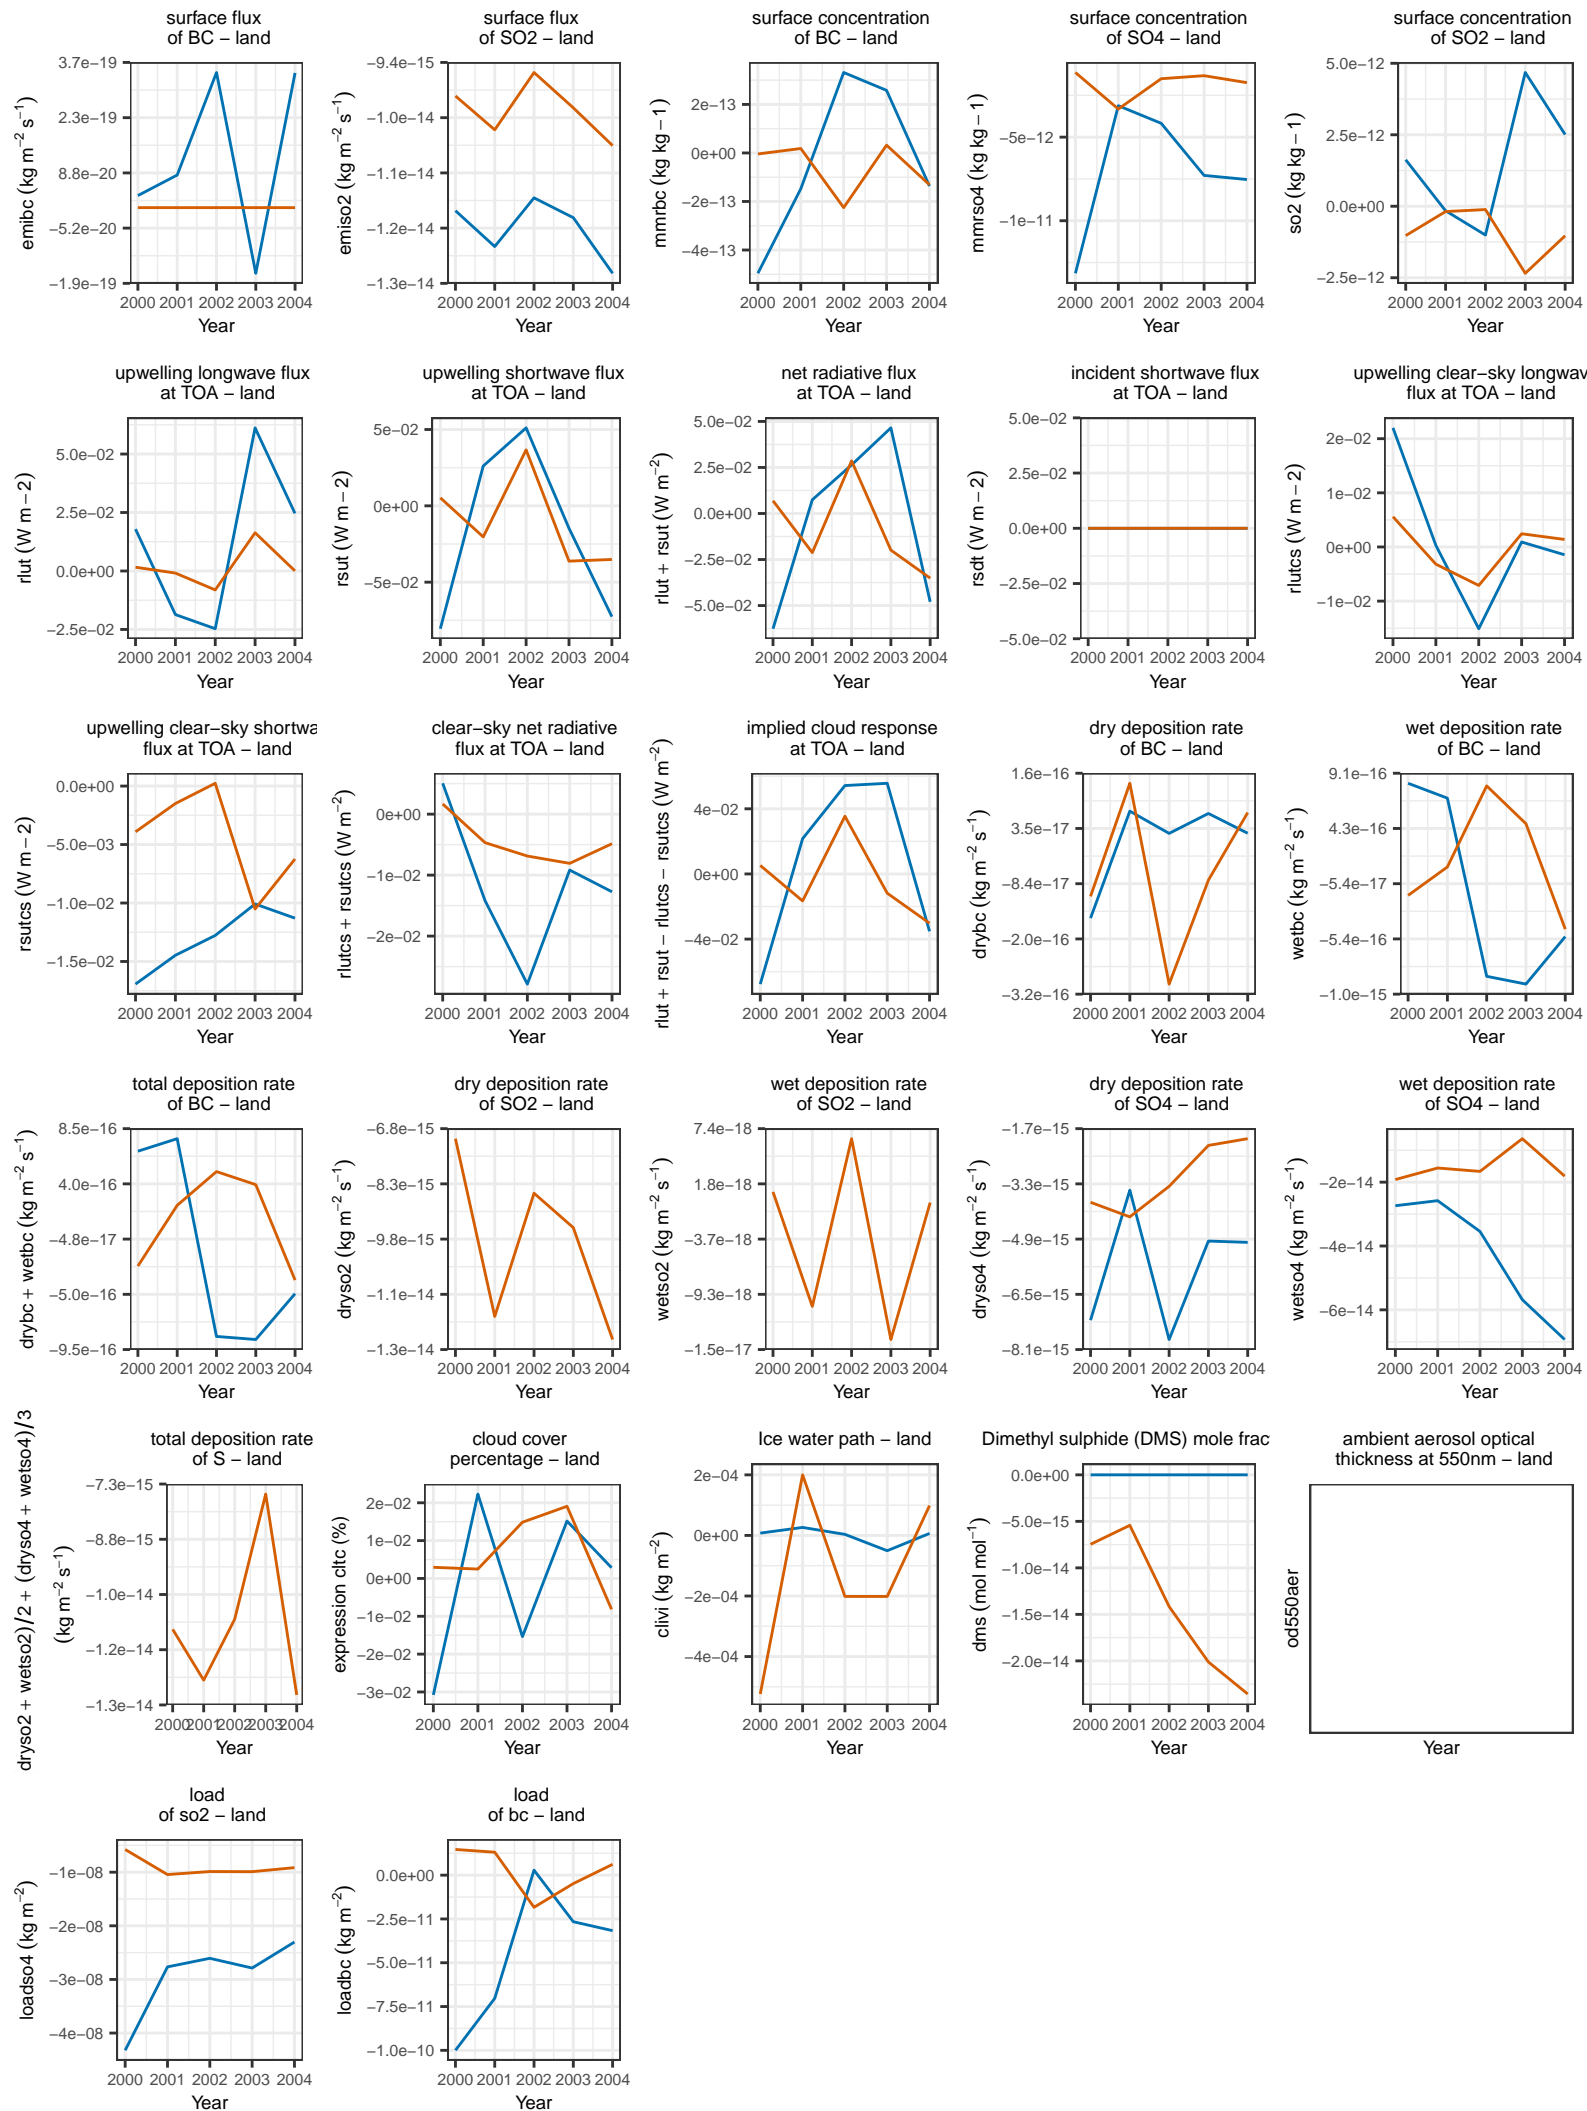 surface flux
of BC − land
surface flux
of SO2 − land
surface concentration
of BC − land
surface concentration
of SO4 − land
surface concentration
of SO2 − land
emibc (kg m−2 s−1)
3.7e−19
2.3e−19
8.8e−20
−5.2e−20
−1.9e−19
2000 2001 2002 2003 2004
Year
emiso2 (kg m−2 s−1)
−9.4e−15
−1.0e−14
−1.1e−14
−1.2e−14
−1.3e−14
2000 2001 2002 2003 2004
Year
mmrbc (kg kg − 1)
2e−13
0e+00
−2e−13
−4e−13
2000 2001 2002 2003 2004
Year
mmrso4 (kg kg − 1)
−5e−12
−1e−11
2000 2001 2002 2003 2004
Year
so2 (kg kg − 1)
5.0e−12
2.5e−12
0.0e+00
−2.5e−12
2000 2001 2002 2003 2004
Year
upwelling longwave flux
at TOA − land
upwelling shortwave flux
at TOA − land
net radiative flux
at TOA − land
incident shortwave flux
at TOA − land
upwelling clear−sky longwav
flux at TOA − land
rlut (W m − 2)
5.0e−02
2.5e−02
0.0e+00
−2.5e−02
2000 2001 2002 2003 2004
Year
rsut (W m − 2)
5e−02
0e+00
−5e−02
2000 2001 2002 2003 2004
Year
rlut + rsut (W m−2)
5.0e−02
2.5e−02
0.0e+00
−2.5e−02
−5.0e−02
2000 2001 2002 2003 2004
Year
rsdt (W m − 2)
5.0e−02
2.5e−02
0.0e+00
−2.5e−02
−5.0e−02
2000 2001 2002 2003 2004
Year
rlutcs (W m − 2)
2e−02
1e−02
0e+00
−1e−02
2000 2001 2002 2003 2004
Year
upwelling clear−sky shortwa
flux at TOA − land
clear−sky net radiative
flux at TOA − land
implied cloud response
at TOA − land
dry deposition rate
of BC − land
wet deposition rate
of BC − land
rsutcs (W m − 2)
0.0e+00
−5.0e−03
−1.0e−02
−1.5e−02
2000 2001 2002 2003 2004
Year
rlutcs + rsutcs (W m−2)
0e+00
−1e−02
−2e−02
2000 2001 2002 2003 2004
Year
rlut + rsut − rlutcs − rsutcs (W m−2)
4e−02
0e+00
−4e−02
2000 2001 2002 2003 2004
Year
drybc (kg m−2 s−1)
1.6e−16
3.5e−17
−8.4e−17
−2.0e−16
−3.2e−16
2000 2001 2002 2003 2004
Year
wetbc (kg m−2 s−1)
9.1e−16
4.3e−16
−5.4e−17
−5.4e−16
−1.0e−15
2000 2001 2002 2003 2004
Year
total deposition rate
of BC − land
dry deposition rate
of SO2 − land
wet deposition rate
of SO2 − land
dry deposition rate
of SO4 − land
wet deposition rate
of SO4 − land
drybc + wetbc (kg m−2 s−1)
8.5e−16
4.0e−16
−4.8e−17
−5.0e−16
−9.5e−16
2000 2001 2002 2003 2004
Year
dryso2 (kg m−2 s−1)
−6.8e−15
−8.3e−15
−9.8e−15
−1.1e−14
−1.3e−14
2000 2001 2002 2003 2004
Year
wetso2 (kg m−2 s−1)
7.4e−18
1.8e−18
−3.7e−18
−9.3e−18
−1.5e−17
2000 2001 2002 2003 2004
Year
dryso4 (kg m−2 s−1)
−1.7e−15
−3.3e−15
−4.9e−15
−6.5e−15
−8.1e−15
2000 2001 2002 2003 2004
Year
wetso4 (kg m−2 s−1)
−2e−14
−4e−14
−6e−14
2000 2001 2002 2003 2004
Year
total deposition rate
of S − land
cloud cover
percentage − land
Ice water path − land
Dimethyl sulphide (DMS) mole frac
ambient aerosol optical
thickness at 550nm − land
dryso2 + wetso2)/2 + (dryso4 + wetso4)/3
(kg m−2 s−1)
−7.3e−15
−8.8e−15
−1.0e−14
−1.2e−14
−1.3e−14
2000 2001 2002 2003 2004
Year
expression cltc (%)
2e−02
1e−02
0e+00
−1e−02
−2e−02
−3e−02
2000 2001 2002 2003 2004
Year
clivi (kg m−2)
2e−04
0e+00
−2e−04
−4e−04
2000 2001 2002 2003 2004
Year
dms (mol mol−1)
0.0e+00
−5.0e−15
−1.0e−14
−1.5e−14
−2.0e−14
2000 2001 2002 2003 2004
Year
od550aer
Year
load
of so2 − land
load
of bc − land
loadso4 (kg m−2)
−1e−08
−2e−08
−3e−08
−4e−08
2000 2001 2002 2003 2004
Year
loadbc (kg m−2)
0.0e+00
−2.5e−11
−5.0e−11
−7.5e−11
−1.0e−10
2000 2001 2002 2003 2004
Year